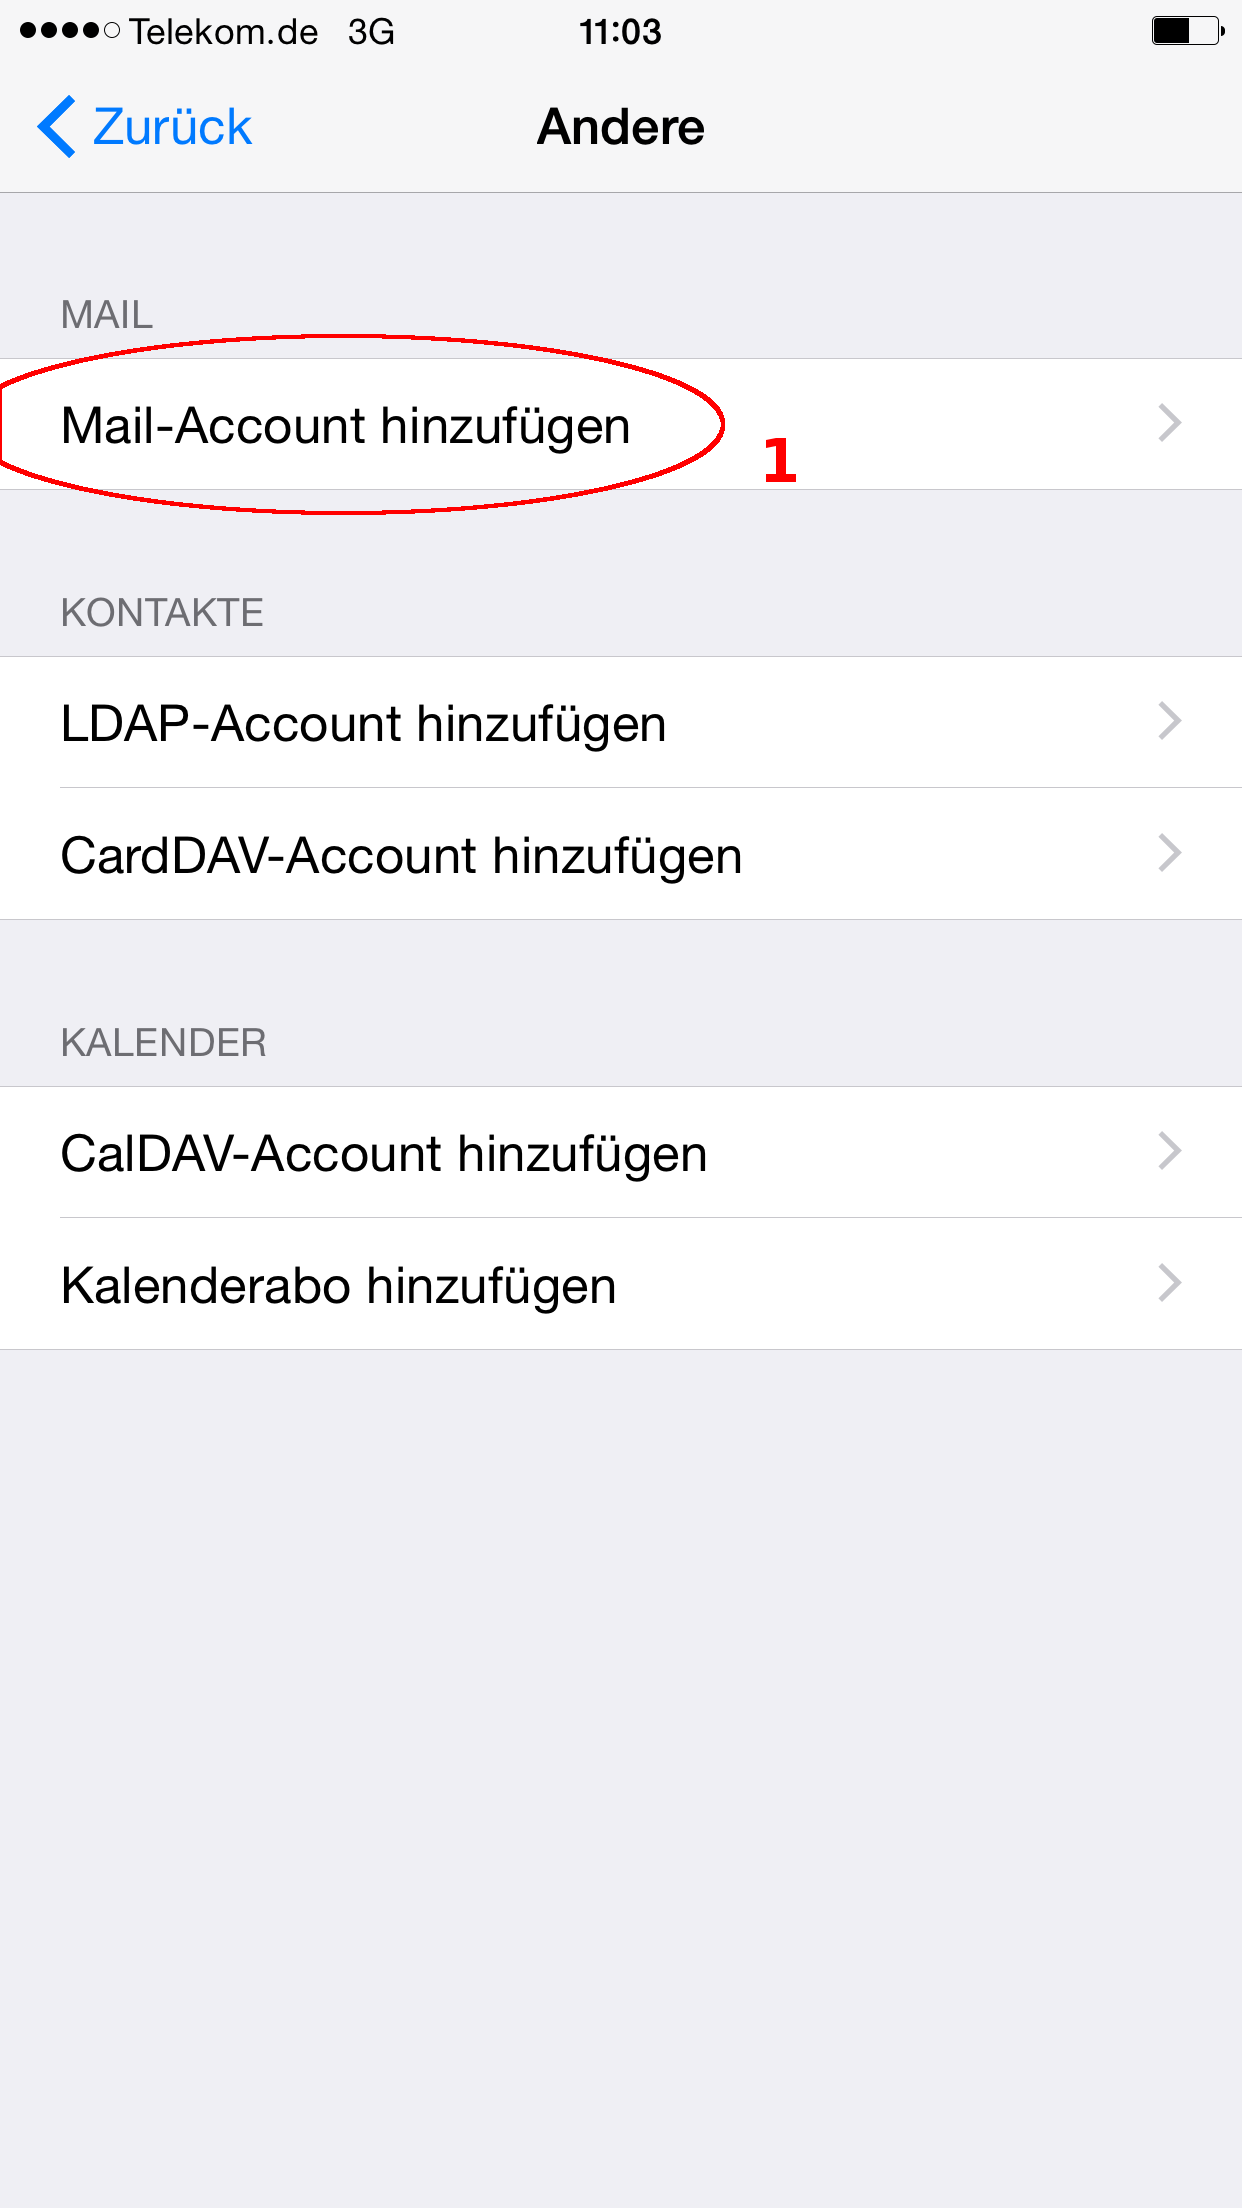 Telekom.de 3G 11:03
Zurück Andere
MAIL
Mail-Account hinzufügen
1
KONTAKTE
LDAP-Account hinzufügen
CardDAV-Account hinzufügen
KALENDER
CalDAV-Account hinzufügen
Kalenderabo hinzufügen